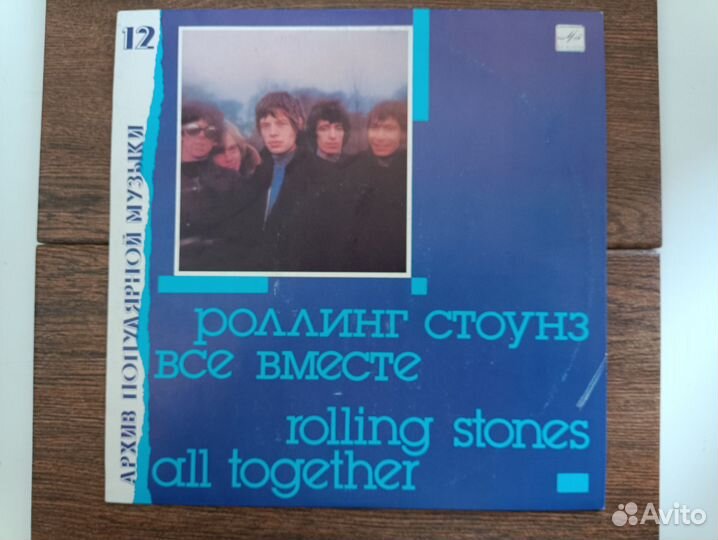 12
АРХИВ ПОПУЛЯРНОЙ МУЗЫКИ
РОЛЛИНГ СТОУНЗ
ВСЕ ВМЕСТЕ
rolling stones
all together
Avito